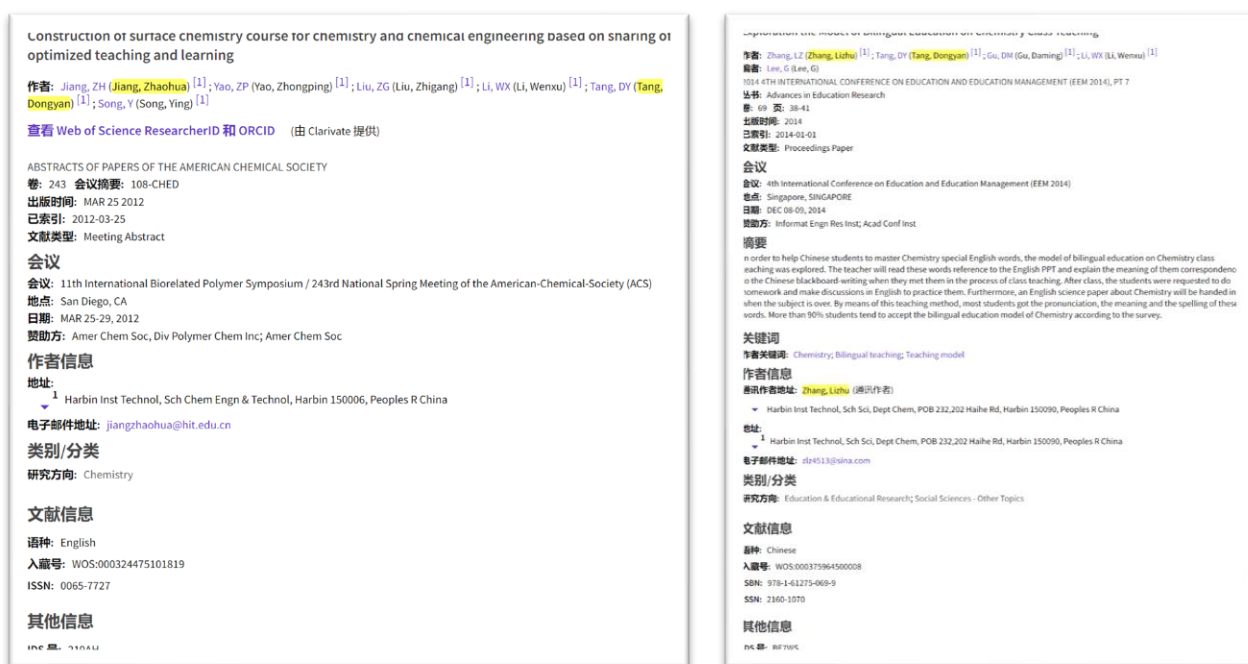 Construction of surface chemistry course for chemistry and chemical engineering based on sharing of
optimized teaching and learning
作者: Jiang, ZH (Jiang, Zhaohua) [1] ; Yao, ZP (Yao, Zhongping) [1] ; Liu, ZG (Liu, Zhigang) [1] ; Li, WX (Li, Wenxu) [1] ; Tang, DY (Tang,
Dongyan) [1] ; Song, Y (Song, Ying) [1]
查看 Web of Science ResearcherID 和 ORCID (由 Clarivate 提供)
ABSTRACTS OF PAPERS OF THE AMERICAN CHEMICAL SOCIETY
卷: 243 会议摘要: 108-CHED
出版时间: MAR 25 2012
已索引: 2012-03-25
文献类型: Meeting Abstract
会议
会议: 11th International Biorelated Polymer Symposium / 243rd National Spring Meeting of the American-Chemical-Society (ACS)
地点: San Diego, CA
日期: MAR 25-29, 2012
赞助方: Amer Chem Soc, Div Polymer Chem Inc; Amer Chem Soc
作者信息
地址:
1 Harbin Inst Technol, Sch Chem Engn & Technol, Harbin 150006, Peoples R China
电子邮件地址: jiangzhaohua@hit.edu.cn
类别/分类
研究方向: Chemistry
文献信息
语种: English
入藏号: WOS:000324475101819
ISSN: 0065-7727
其他信息
Model of Bilingual Education on Chemistry Class Teaching
作者: Zhang, LZ (Zhang, Lizhu) [1] ; Tang, DY (Tang, Dongyan) [1] ; Gu, DM (Gu, Daming) [1] ; Li, WX (Li, Wenxu) [1]
编者: Lee, G (Lee, G)
2014 4TH INTERNATIONAL CONFERENCE ON EDUCATION AND EDUCATION MANAGEMENT (EEM 2014), PT 7
丛书: Advances in Education Research
卷: 69 页: 38-41
出版时间: 2014
已索引: 2014-01-01
文献类型: Proceedings Paper
会议
会议: 4th International Conference on Education and Education Management (EEM 2014)
地点: Singapore, SINGAPORE
日期: DEC 08-09, 2014
赞助方: Informat Engn Res Inst; Acad Conf Inst
摘要
n order to help Chinese students to master Chemistry special English words, the model of bilingual education on Chemistry class
eaching was explored. The teacher will read these words reference to the English PPT and explain the meaning of them correspondenc
o the Chinese blackboard-writing when they met them in the process of class teaching. After class, the students were requested to do
nomework and make discussions in English to practice them. Furthermore, an English science paper about Chemistry will be handed in
when the subject is over. By means of this teaching method, most students got the pronunciation, the meaning and the spelling of these
words. More than 90% students tend to accept the bilingual education model of Chemistry according to the survey.
关键词
作者关键词: Chemistry; Bilingual teaching; Teaching model
作者信息
通讯作者地址: Zhang, Lizhu (通讯作者)
Harbin Inst Technol, Sch Sci, Dept Chem, POB 232,202 Haihe Rd, Harbin 150090, Peoples R China
地址:
1 Harbin Inst Technol, Sch Sci, Dept Chem, POB 232,202 Haihe Rd, Harbin 150090, Peoples R China
电子邮件地址: zlz4513@sina.com
类别/分类
研究方向: Education & Educational Research; Social Sciences - Other Topics
文献信息
语种: Chinese
入藏号: WOS:000375964500008
SBN: 978-1-61275-069-9
SSN: 2160-1070
其他信息